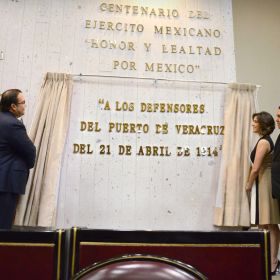 CENTENARIO DEL
EJERCITO MEXICANO
"HONOR Y LEALTAD
POR MEXICO"
"A LOS DEFENSORES
DEL PUERTO DE VERACRUZ
DEL 21 DE ABRIL DE 1914"